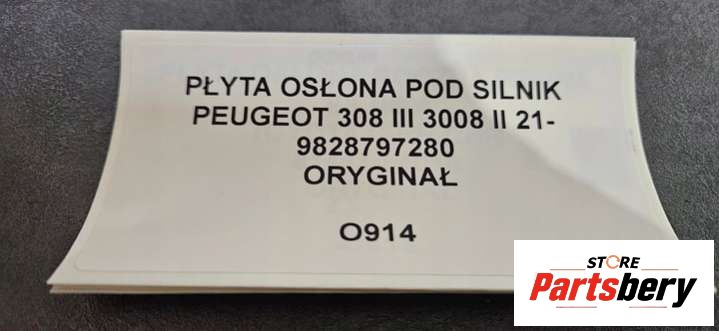 PŁYTA OSŁONA POD SILNIK
PEUGEOT 308 III 3008 II 21-
9828797280
ORYGINAŁ
O914
STORE
Partsbery